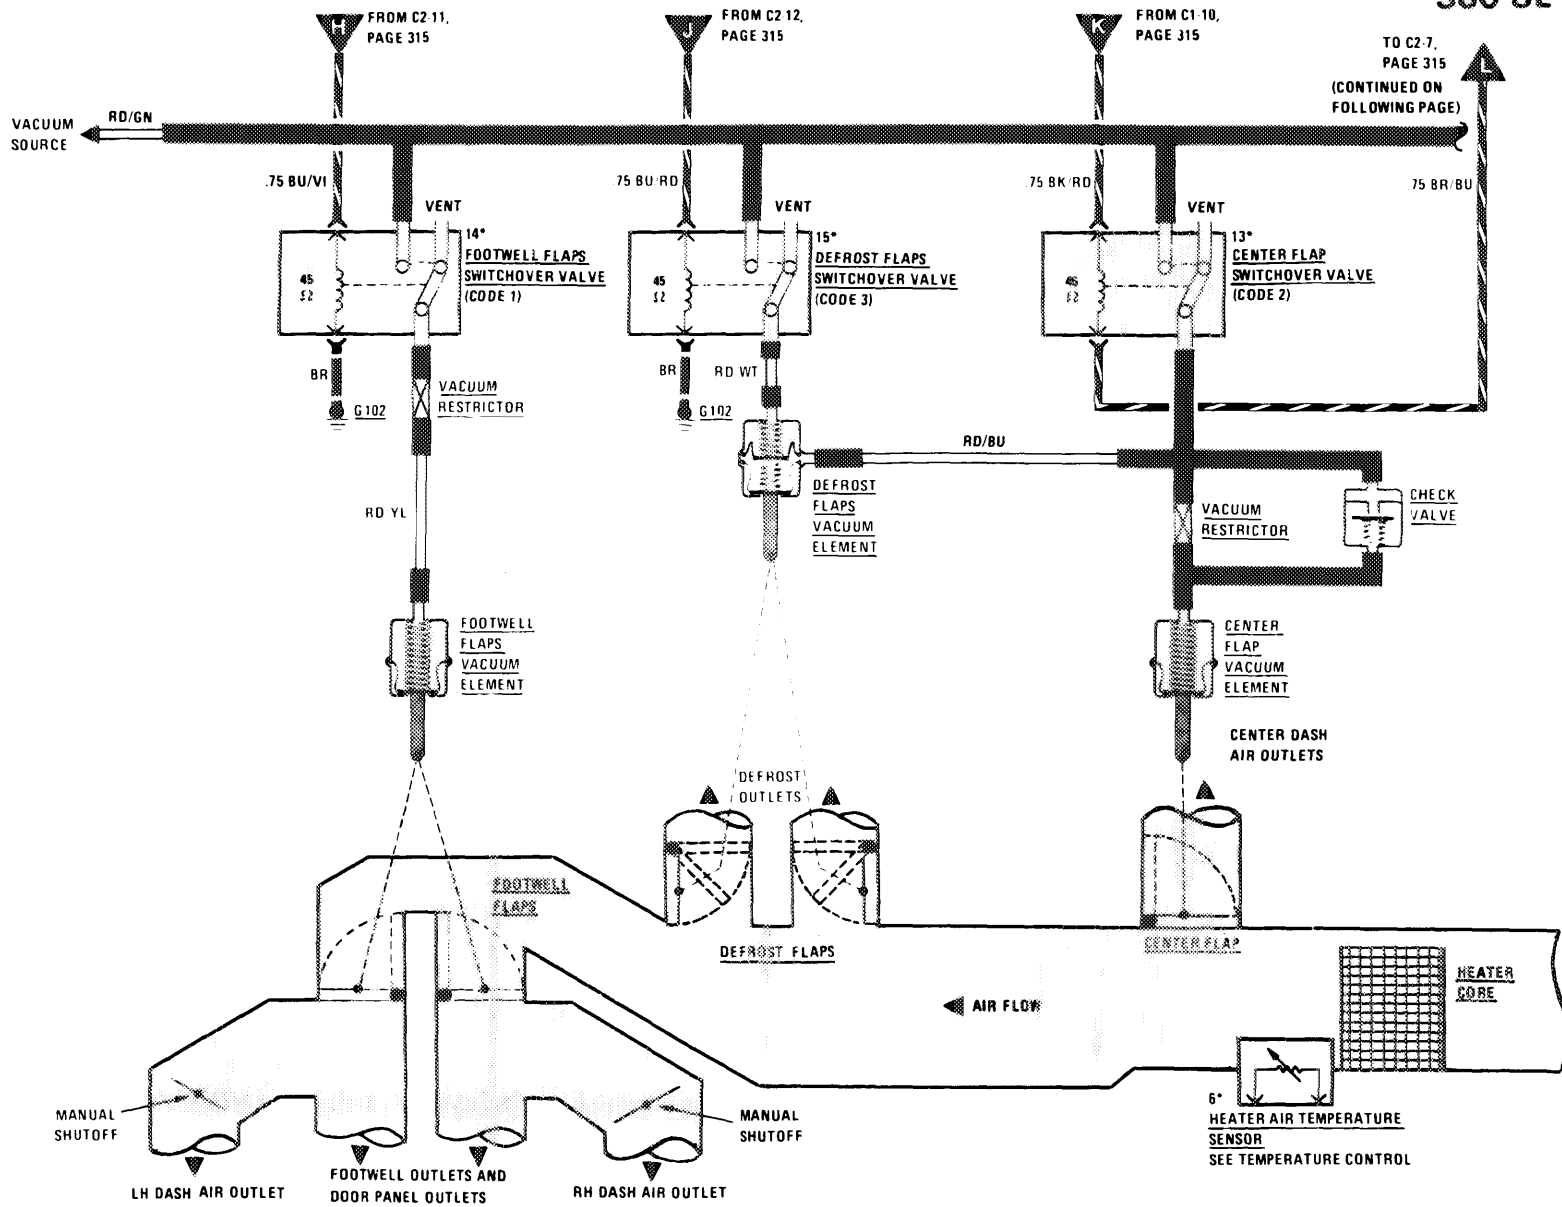 FROM C2-11,
PAGE 315
H
FROM C2 12,
PAGE 315
J
FROM C1-10,
PAGE 315
K
TO C2-7,
PAGE 315
L
(CONTINUED ON
FOLLOWING PAGE)
VACUUM
SOURCE
RD/GN
.75 BU/VI
.75 BU/RD
.75 BK/RD
.75 BR/BU
VENT
VENT
VENT
14*
FOOTWELL FLAPS
SWITCHOVER VALVE
(CODE 1)
45
Ω
15*
DEFROST FLAPS
SWITCHOVER VALVE
(CODE 3)
45
Ω
13*
CENTER FLAP
SWITCHOVER VALVE
(CODE 2)
45
Ω
BR
G102
VACUUM
RESTRICTOR
BR
G102
RD WT
RD/BU
DEFROST
FLAPS
VACUUM
ELEMENT
VACUUM
RESTRICTOR
CHECK
VALVE
RD YL
FOOTWELL
FLAPS
VACUUM
ELEMENT
CENTER
FLAP
VACUUM
ELEMENT
CENTER DASH
AIR OUTLETS
DEFROST
OUTLETS
FOOTWELL
FLAPS
DEFROST FLAPS
CENTER FLAP
HEATER
CORE
AIR FLOW
MANUAL
SHUTOFF
MANUAL
SHUTOFF
6*
HEATER AIR TEMPERATURE
SENSOR
SEE TEMPERATURE CONTROL
LH DASH AIR OUTLET
FOOTWELL OUTLETS AND
DOOR PANEL OUTLETS
RH DASH AIR OUTLET